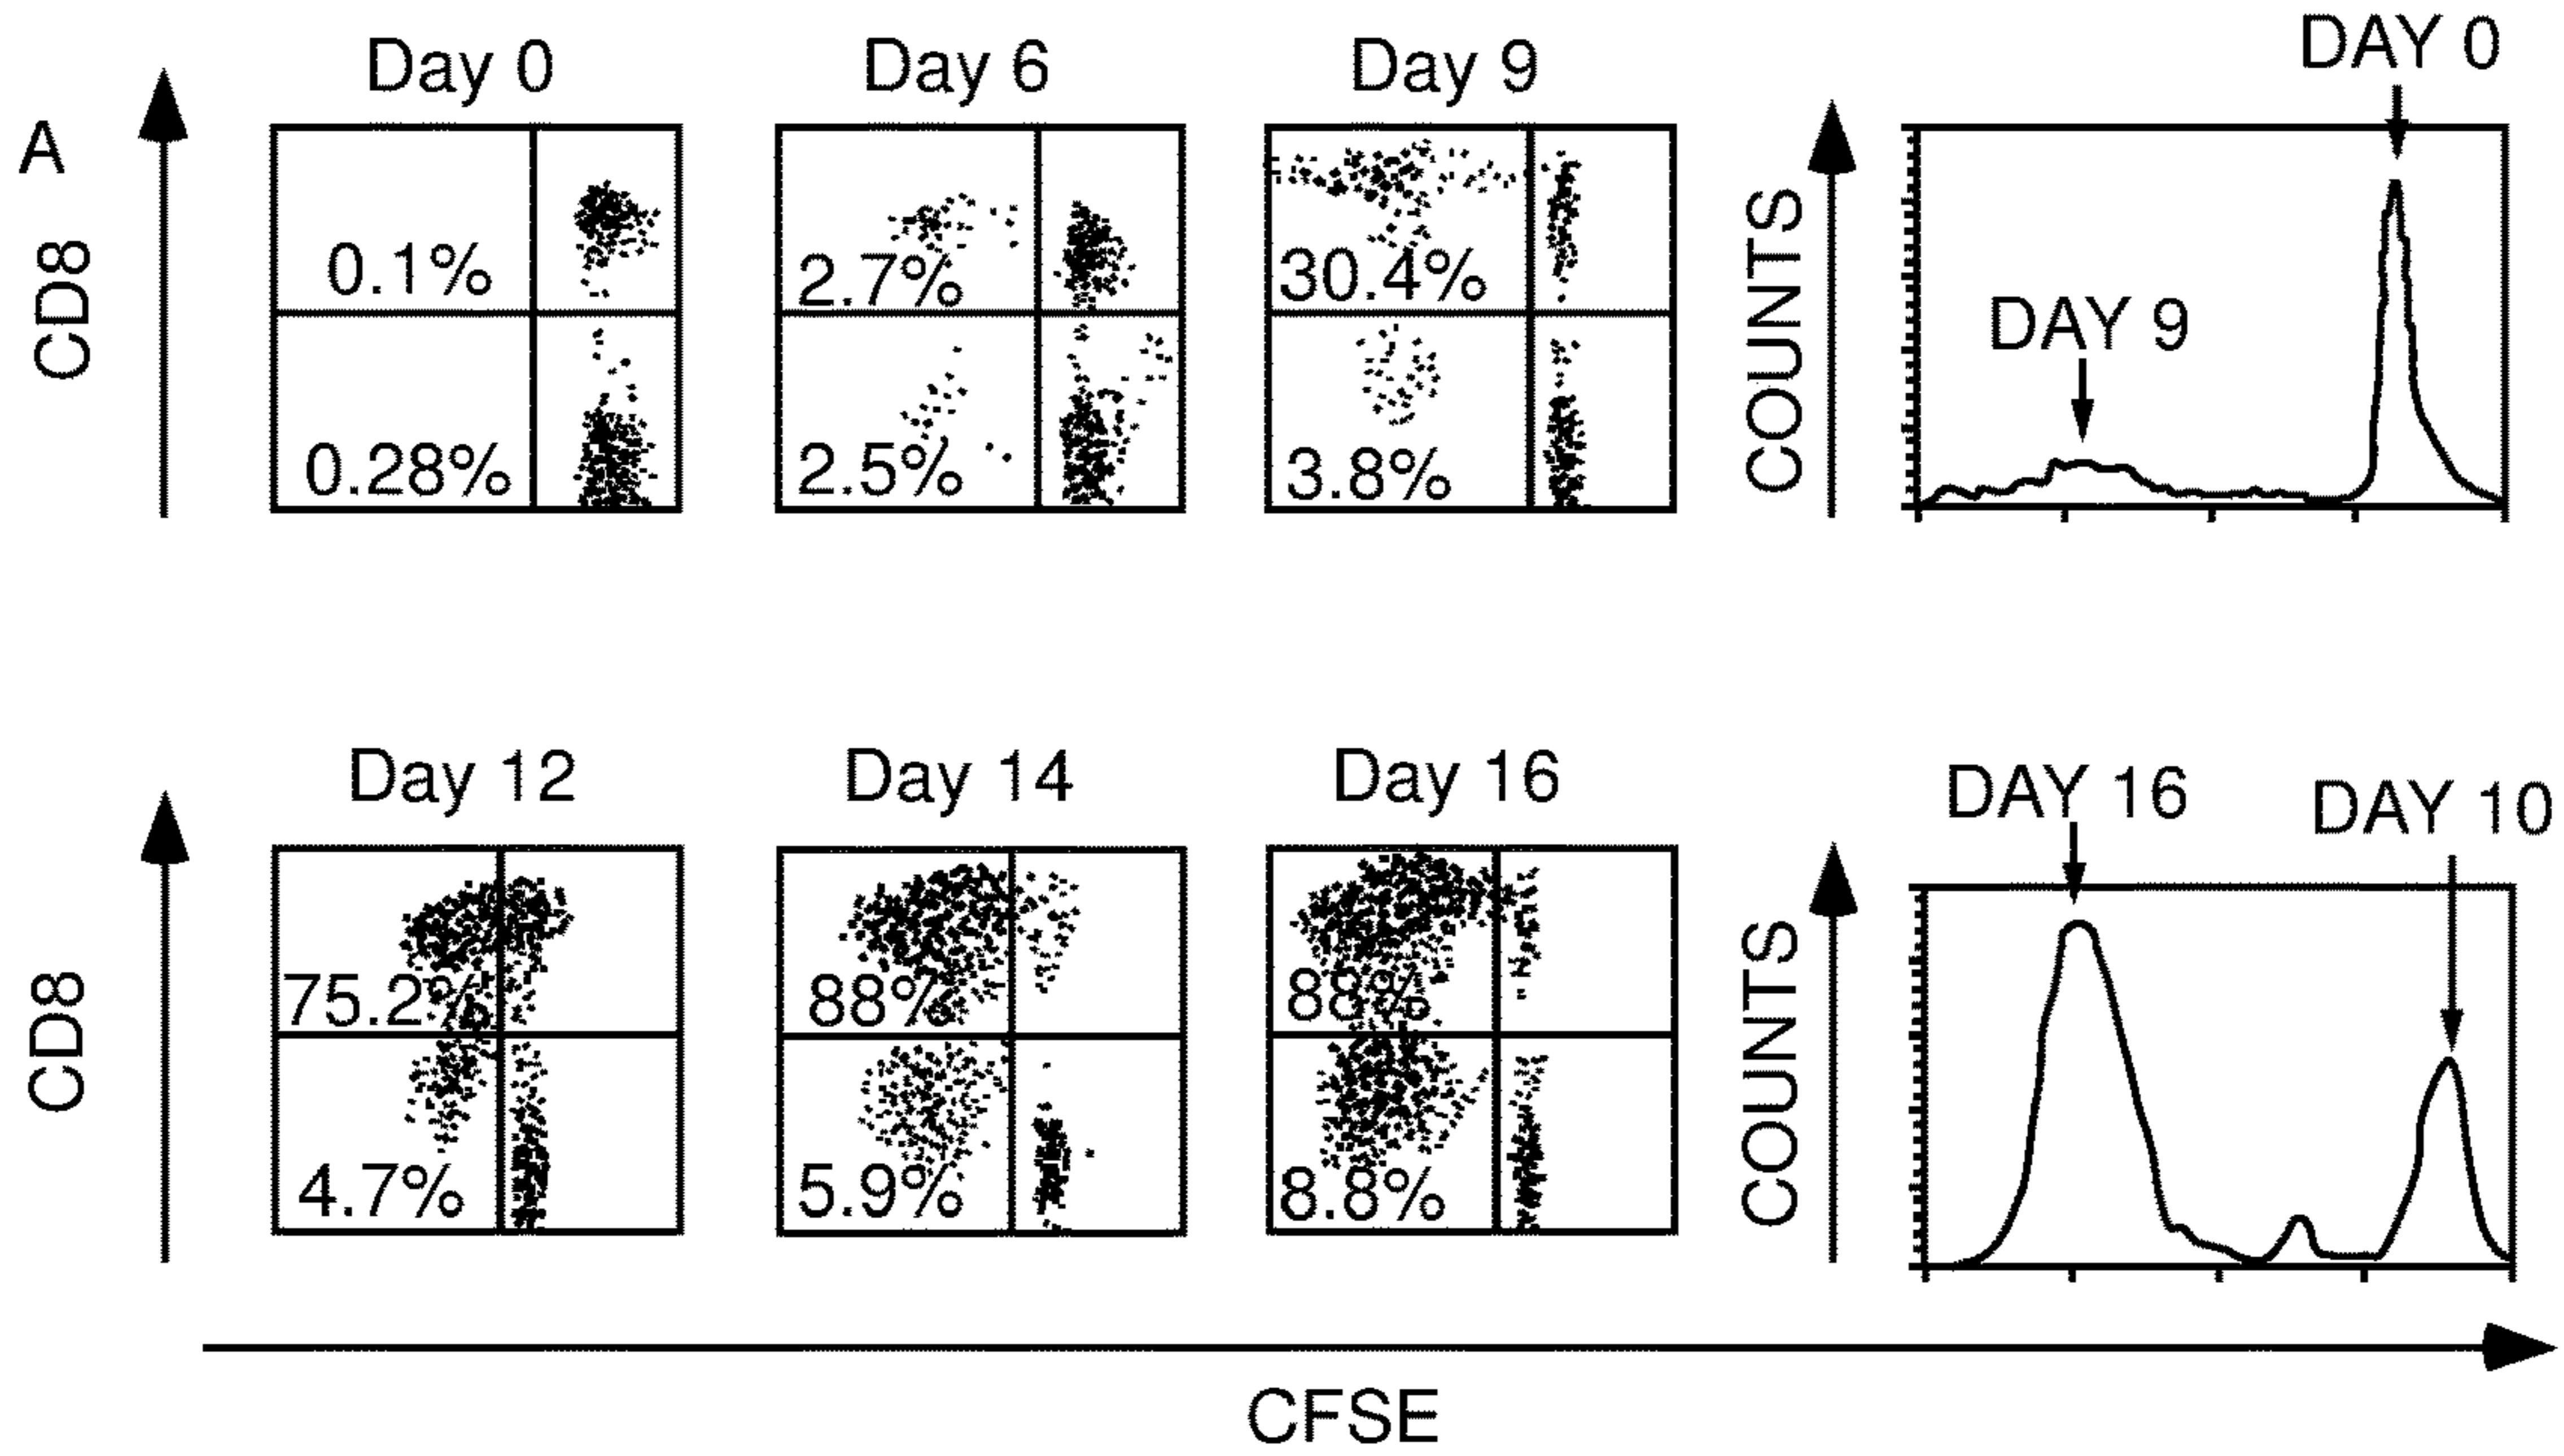 A
Day 0
Day 6
Day 9
DAY 0
CD8
0.1%
2.7%
30.4%
0.28%
2.5%
3.8%
COUNTS
DAY 9
Day 12
Day 14
Day 16
DAY 16
DAY 10
CD8
75.2%
88%
4.7%
5.9%
8.8%
COUNTS
CFSE